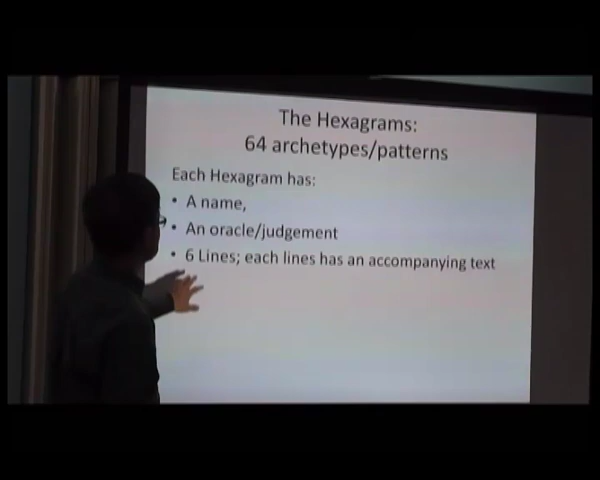 The Hexagrams:
64 archetypes/patterns
Each Hexagram has:
• A name,
• An oracle/judgement
• 6 Lines; each lines has an accompanying text